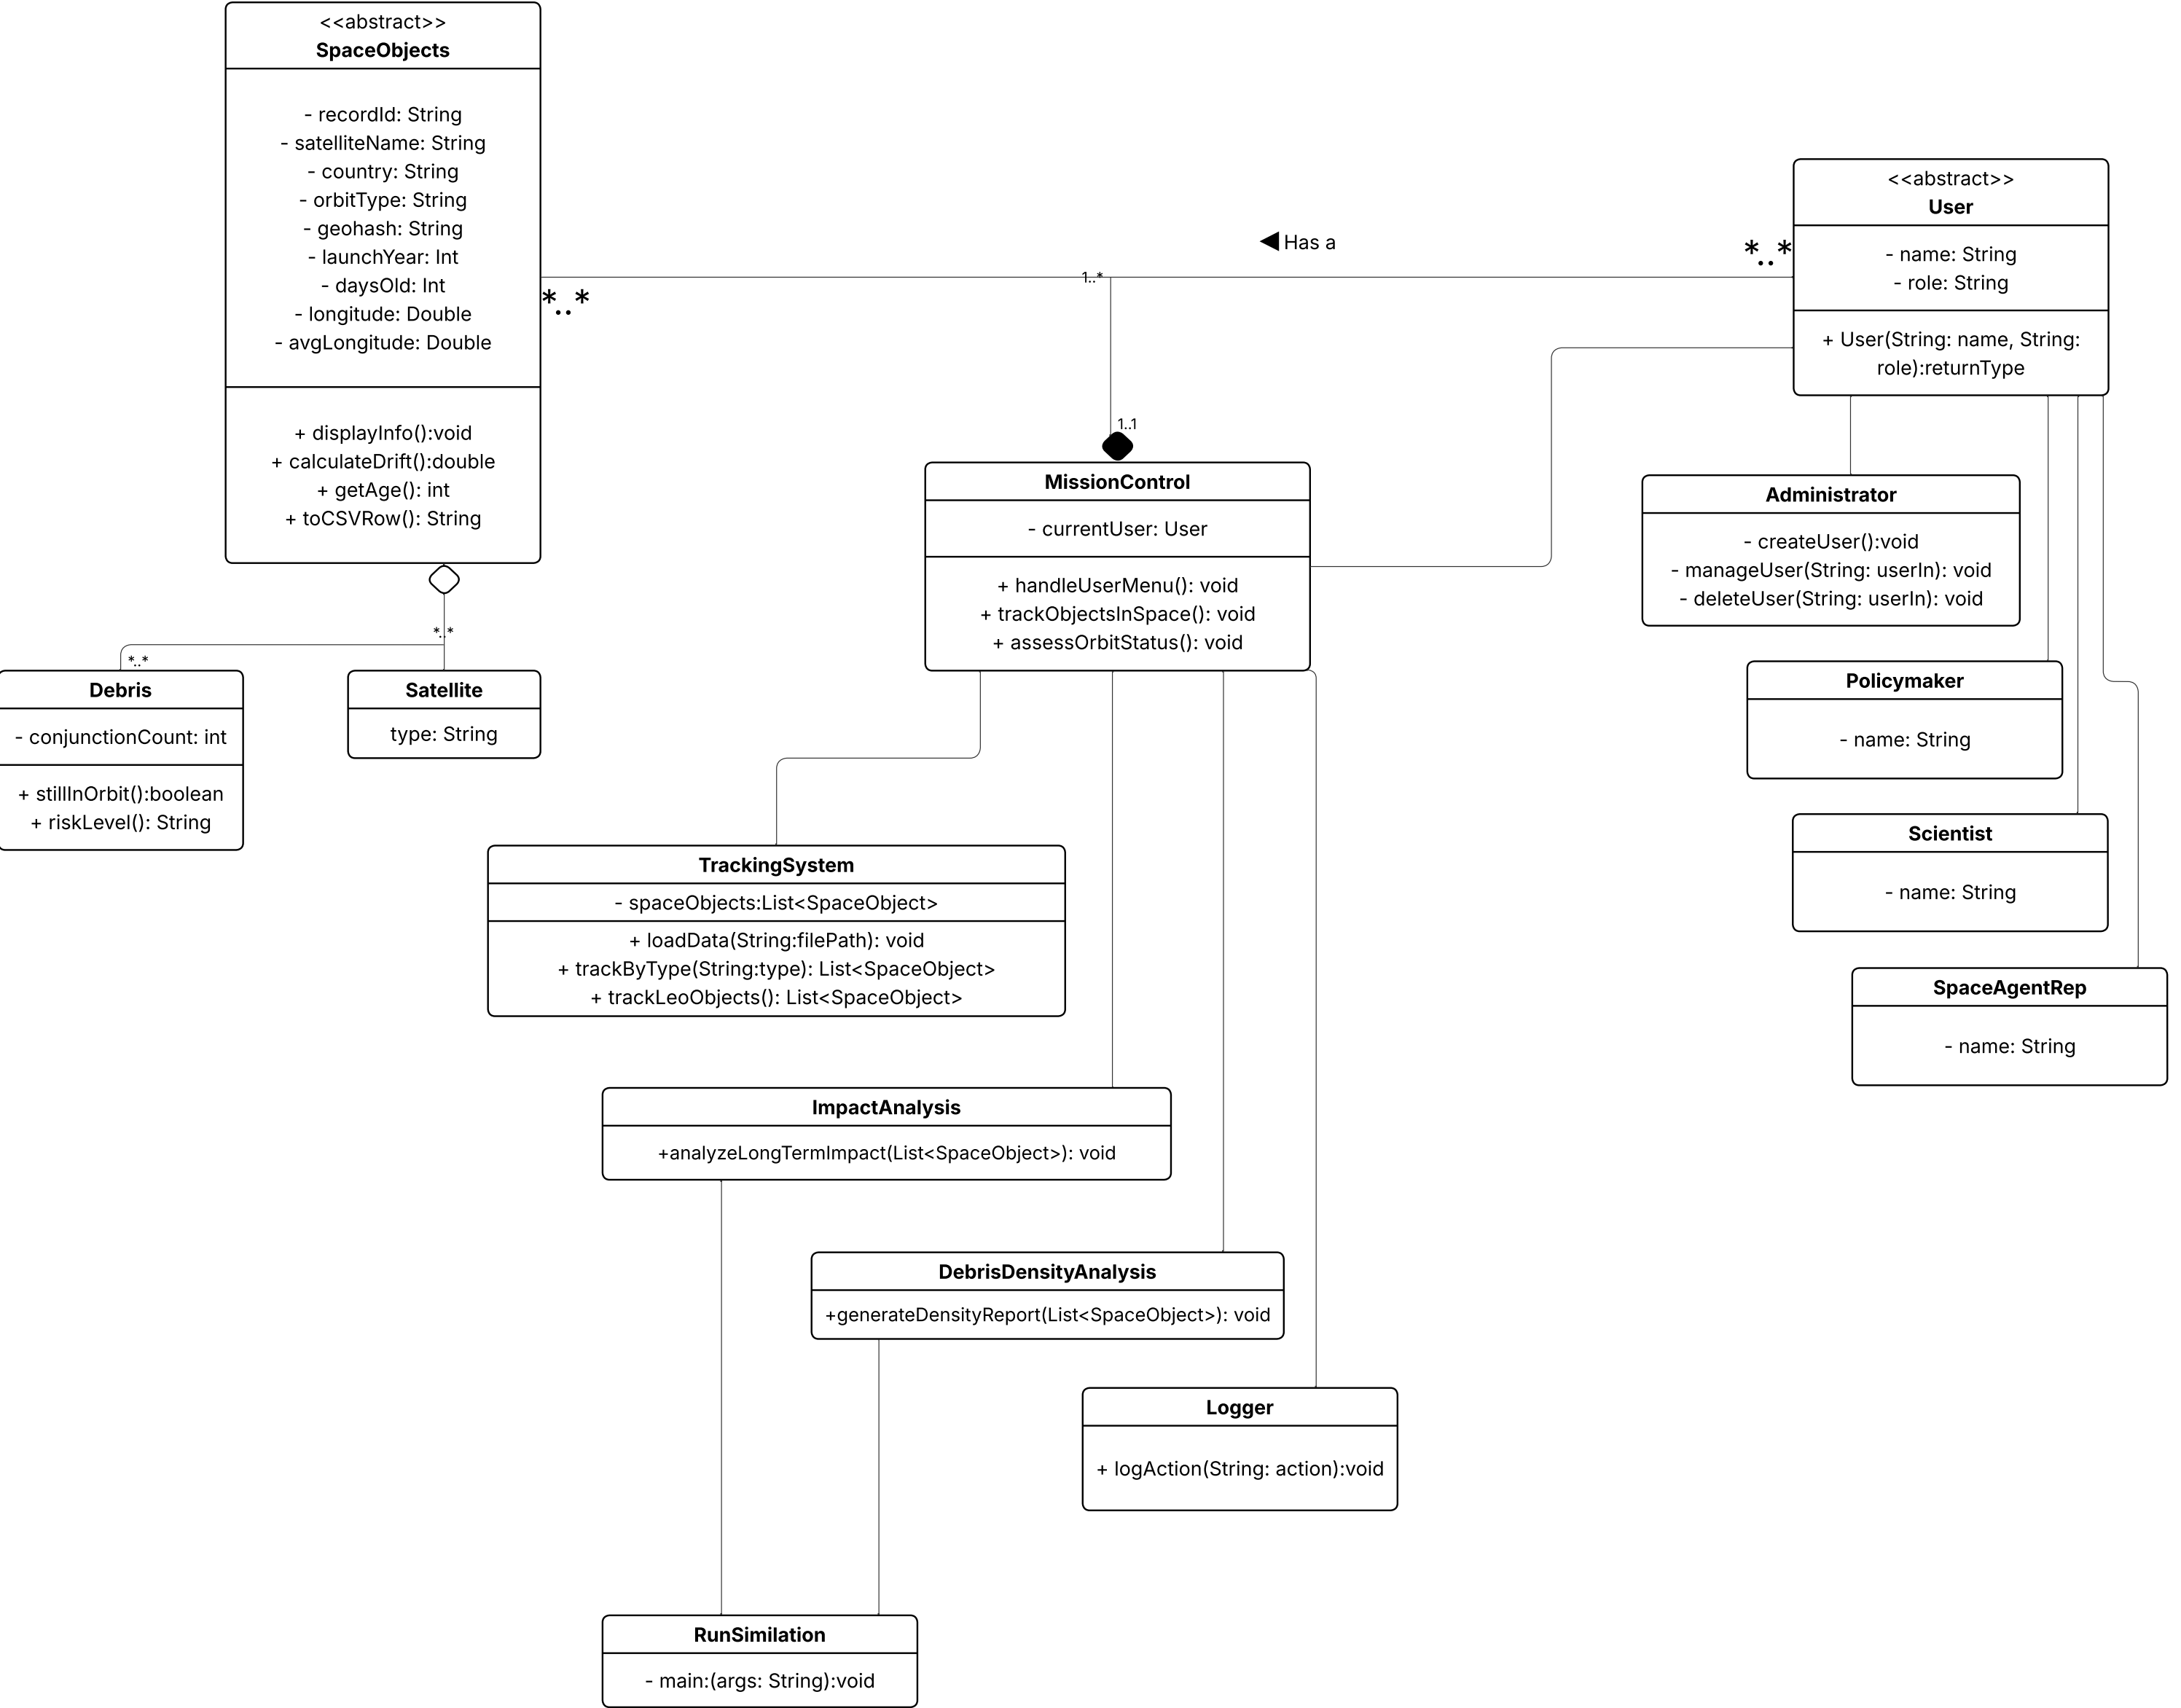 <<abstract>>
SpaceObjects
- recordId: String
- satelliteName: String
- country: String
- orbitType: String
- geohash: String
- launchYear: Int
- daysOld: Int
- longitude: Double
- avgLongitude: Double
+ displayInfo():void
+ calculateDrift():double
+ getAge(): int
+ toCSVRow(): String
*..*
1..*
◀ Has a
*..*
<<abstract>>
User
- name: String
- role: String
+ User(String: name, String:
role):returnType
1..1
MissionControl
- currentUser: User
+ handleUserMenu(): void
+ trackObjectsInSpace(): void
+ assessOrbitStatus(): void
Administrator
- createUser():void
- manageUser(String: userIn): void
- deleteUser(String: userIn): void
*..*
*..*
Debris
- conjunctionCount: int
+ stillInOrbit():boolean
+ riskLevel(): String
Satellite
type: String
Policymaker
- name: String
Scientist
- name: String
SpaceAgentRep
- name: String
TrackingSystem
- spaceObjects:List<SpaceObject>
+ loadData(String:filePath): void
+ trackByType(String:type): List<SpaceObject>
+ trackLeoObjects(): List<SpaceObject>
ImpactAnalysis
+analyzeLongTermImpact(List<SpaceObject>): void
DebrisDensityAnalysis
+generateDensityReport(List<SpaceObject>): void
Logger
+ logAction(String: action):void
RunSimilation
- main:(args: String):void